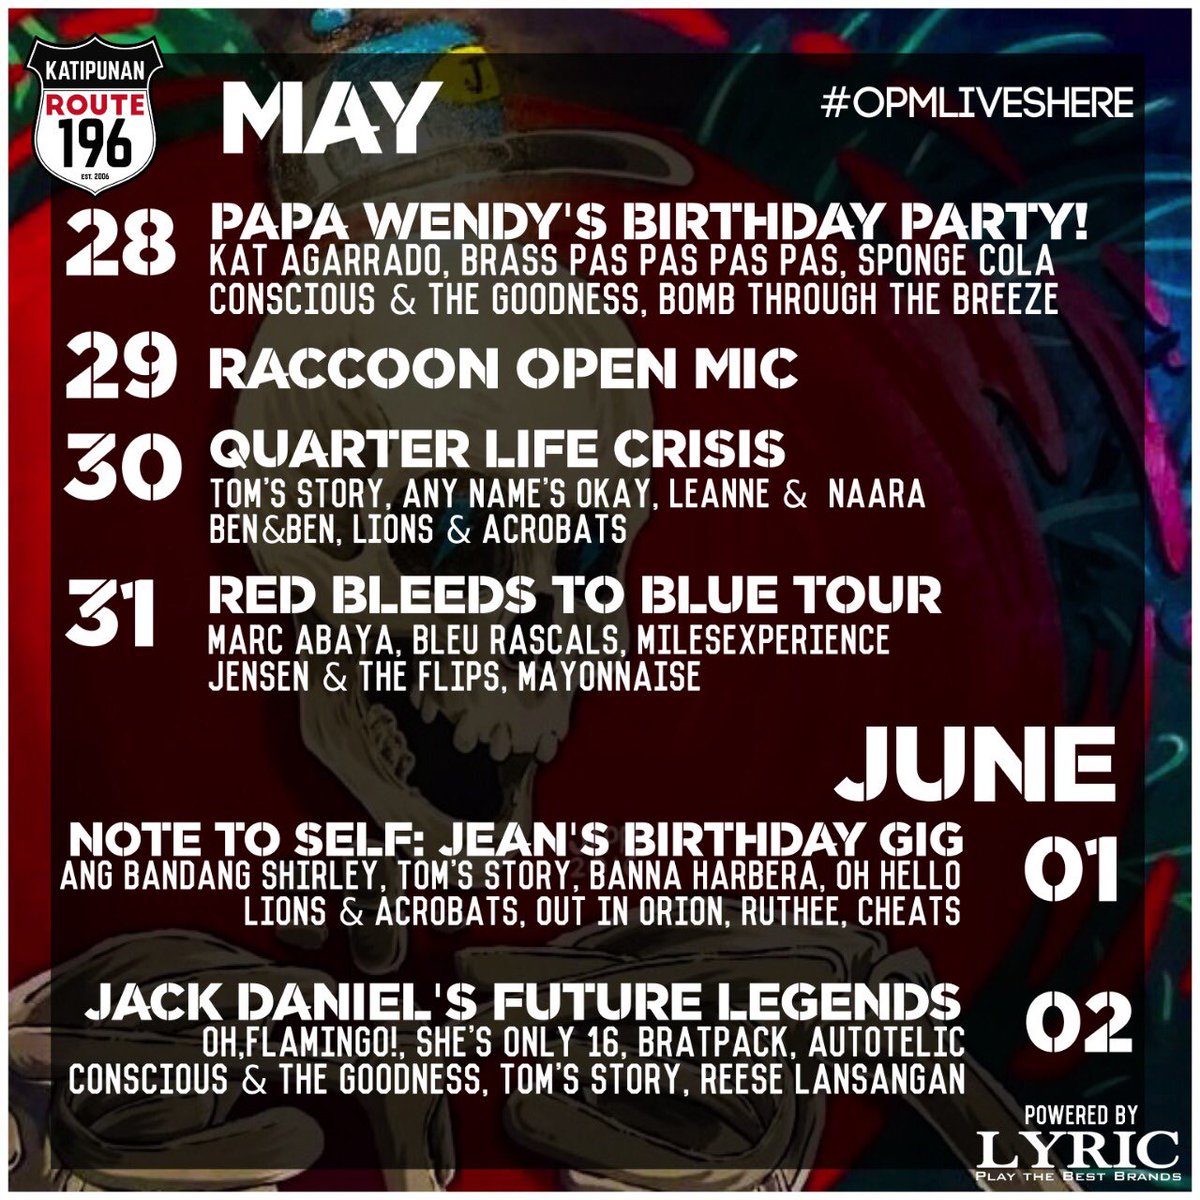 KATIPUNAN
ROUTE
196
EST. 2006
MAY
#OPMLIVESHERE
28
PAPA WENDY'S BIRTHDAY PARTY!
KAT AGARRADO, BRASS PAS PAS PAS PAS, SPONGE COLA
CONSCIOUS & THE GOODNESS, BOMB THROUGH THE BREEZE
29
RACCOON OPEN MIC
30
QUARTER LIFE CRISIS
TOM'S STORY, ANY NAME'S OKAY, LEANNE & NAARA
BEN&BEN, LIONS & ACROBATS
31
RED BLEEDS TO BLUE TOUR
MARC ABAYA, BLEU RASCALS, MILESEXPERIENCE
JENSEN & THE FLIPS, MAYONNAISE
JUNE
NOTE TO SELF: JEAN'S BIRTHDAY GIG
01
ANG BANDANG SHIRLEY, TOM'S STORY, BANNA HARBERA, OH HELLO
LIONS & ACROBATS, OUT IN ORION, RUTHEE, CHEATS
JACK DANIEL'S FUTURE LEGENDS
02
OH,FLAMINGO!, SHE'S ONLY 16, BRATPACK, AUTOTELIC
CONSCIOUS & THE GOODNESS, TOM'S STORY, REESE LANSANGAN
POWERED BY
LYRIC
PLAY THE BEST BRANDS